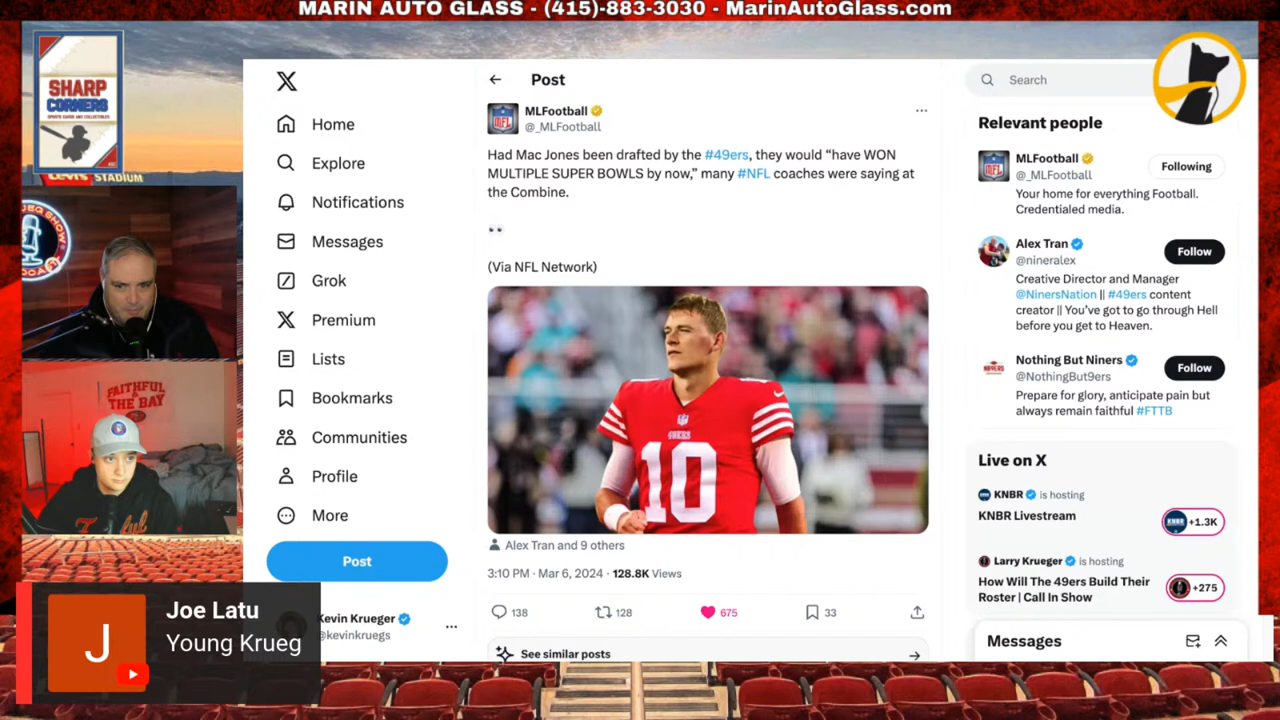 MARIN AUTO GLASS - (415)-883-3030 - MarinAutoGlass.com
SHARP
CORNERS
LEVI'S STADIUM
SHOW
FAITHFUL
THE BAY
X
Home
Explore
Notifications
Messages
Grok
Premium
Lists
Bookmarks
Communities
Profile
More
Post
Kevin Krueger
@kevinkruegs
Post
MLFootball
@_MLFootball
Had Mac Jones been drafted by the #49ers, they would “have WON
MULTIPLE SUPER BOWLS by now,” many #NFL coaches were saying at
the Combine.
(Via NFL Network)
49ERS
10
Alex Tran and 9 others
3:10 PM · Mar 6, 2024 · 128.8K Views
138
128
675
33
See similar posts
Search
Relevant people
MLFootball
@_MLFootball
Following
Your home for everything Football.
Credentialed media.
Alex Tran
@nineralex
Follow
Creative Director and Manager
@NinersNation || #49ers content
creator || You’ve got to go through Hell
before you get to Heaven.
Nothing But Niners
@NothingBut9ers
Follow
Prepare for glory, anticipate pain but
always remain faithful #FTTB
Live on X
KNBR is hosting
KNBR Livestream
KNBR +1.3K
Larry Krueger is hosting
How Will The 49ers Build Their
Roster | Call In Show
+275
Messages
J
Joe Latu
Young Krueg